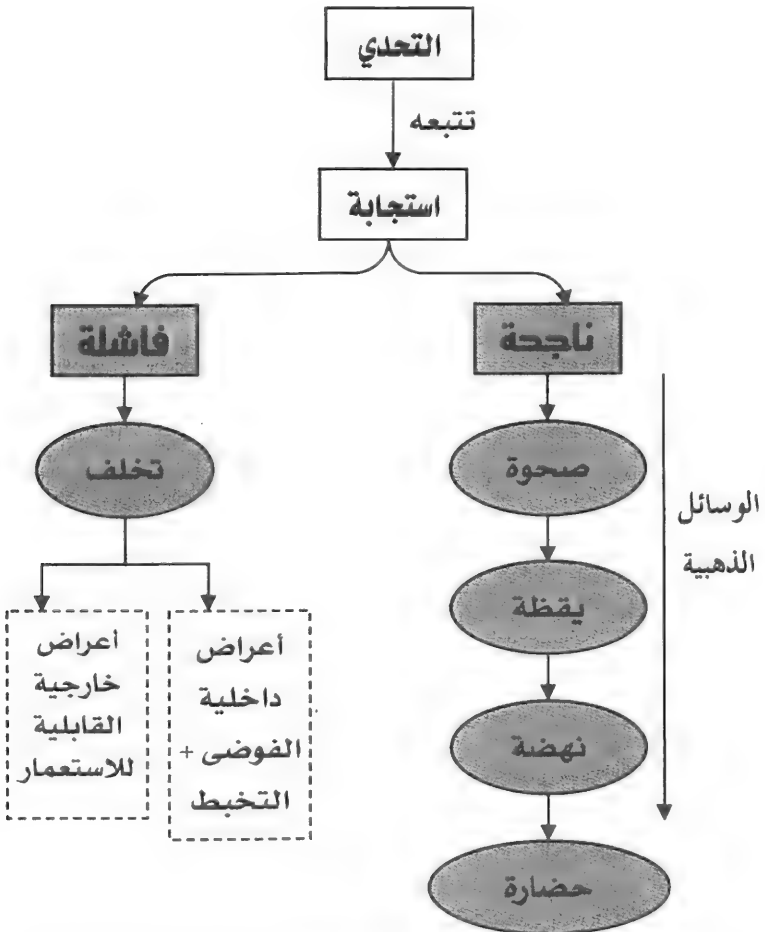 التحدي
تتبعه
استجابة
ناجحة
فاشلة
صحوة
تخلف
الوسائل
الذهبية
يقظة
أعراض
داخلية
الفوضى +
التخبط
أعراض
خارجية
القابلية
للاستعمار
نهضة
حضارة